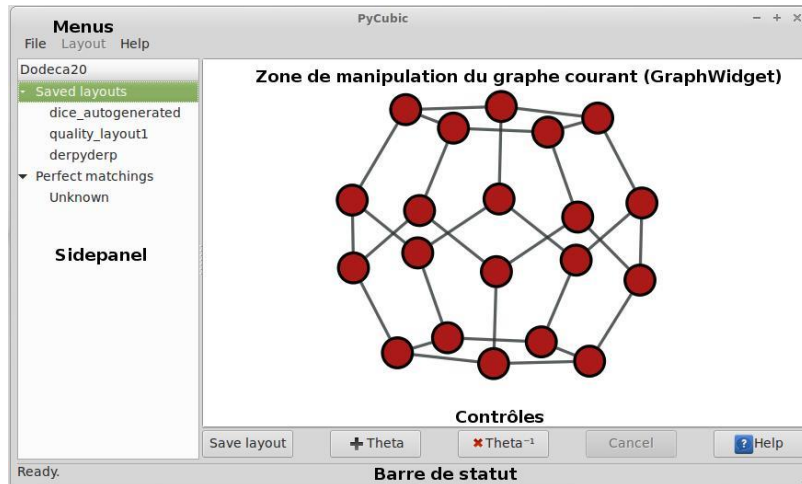 PyCubic
Menus
File Layout Help
Dodeca20
Saved layouts
dice_autogenerated
quality_layout1
derpyderp
Perfect matchings
Unknown
Sidepanel
Zone de manipulation du graphe courant (GraphWidget)
Contrôles
Save layout
Theta
Theta⁻¹
Cancel
Help
Ready.
Barre de statut